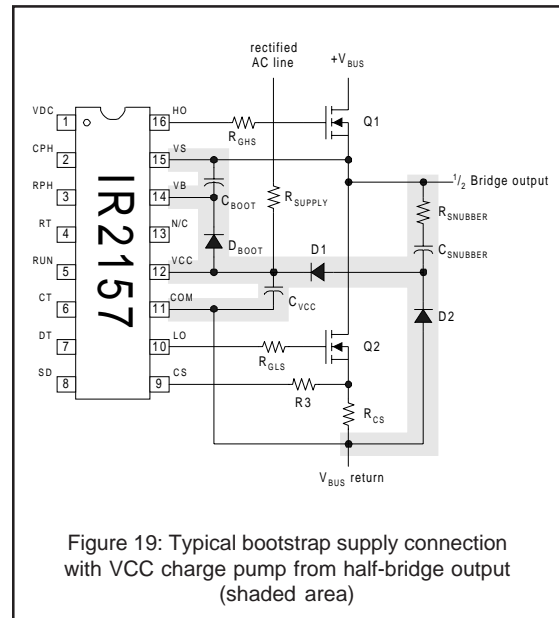 rectified
AC line
+VBUS
VDC
HO
1
16
RGHS
Q1
CPH
VS
2
15
1/2 Bridge output
RPH
VB
3
14
CBOOT
RSUPPLY
RSNUBBER
RT
N/C
4
13
DBOOT
D1
CSNUBBER
RUN
VCC
5
12
CVCC
D2
CT
COM
6
11
DT
LO
7
10
RGLS
Q2
SD
CS
8
9
R3
RCS
IR2157
VBUS return
Figure 19: Typical bootstrap supply connection
with VCC charge pump from half-bridge output
(shaded area)